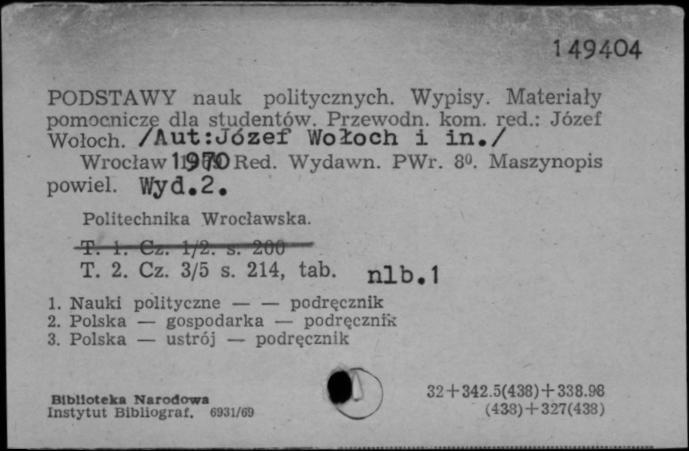 149404
PODSTAWY nauk politycznych. Wypisy. Materiały
pomocnicze dla studentów. Przewodn. kom. red.: Józef
Wołoch. /Aut:Józef Wołoch i in./
Wrocław 1970 Red. Wydawn. PWr. 8⁰. Maszynopis
powiel. Wyd.2.
Politechnika Wrocławska.
T. 1. Cz. 1/2. s. 200
T. 2. Cz. 3/5 s. 214, tab. nlb.1
1. Nauki polityczne — — podręcznik
2. Polska — gospodarka — podręcznik
3. Polska — ustrój — podręcznik
Biblioteka Narodowa
Instytut Bibliograf. 6931/69
32+342.5(438)+338.98
(438)+327(438)